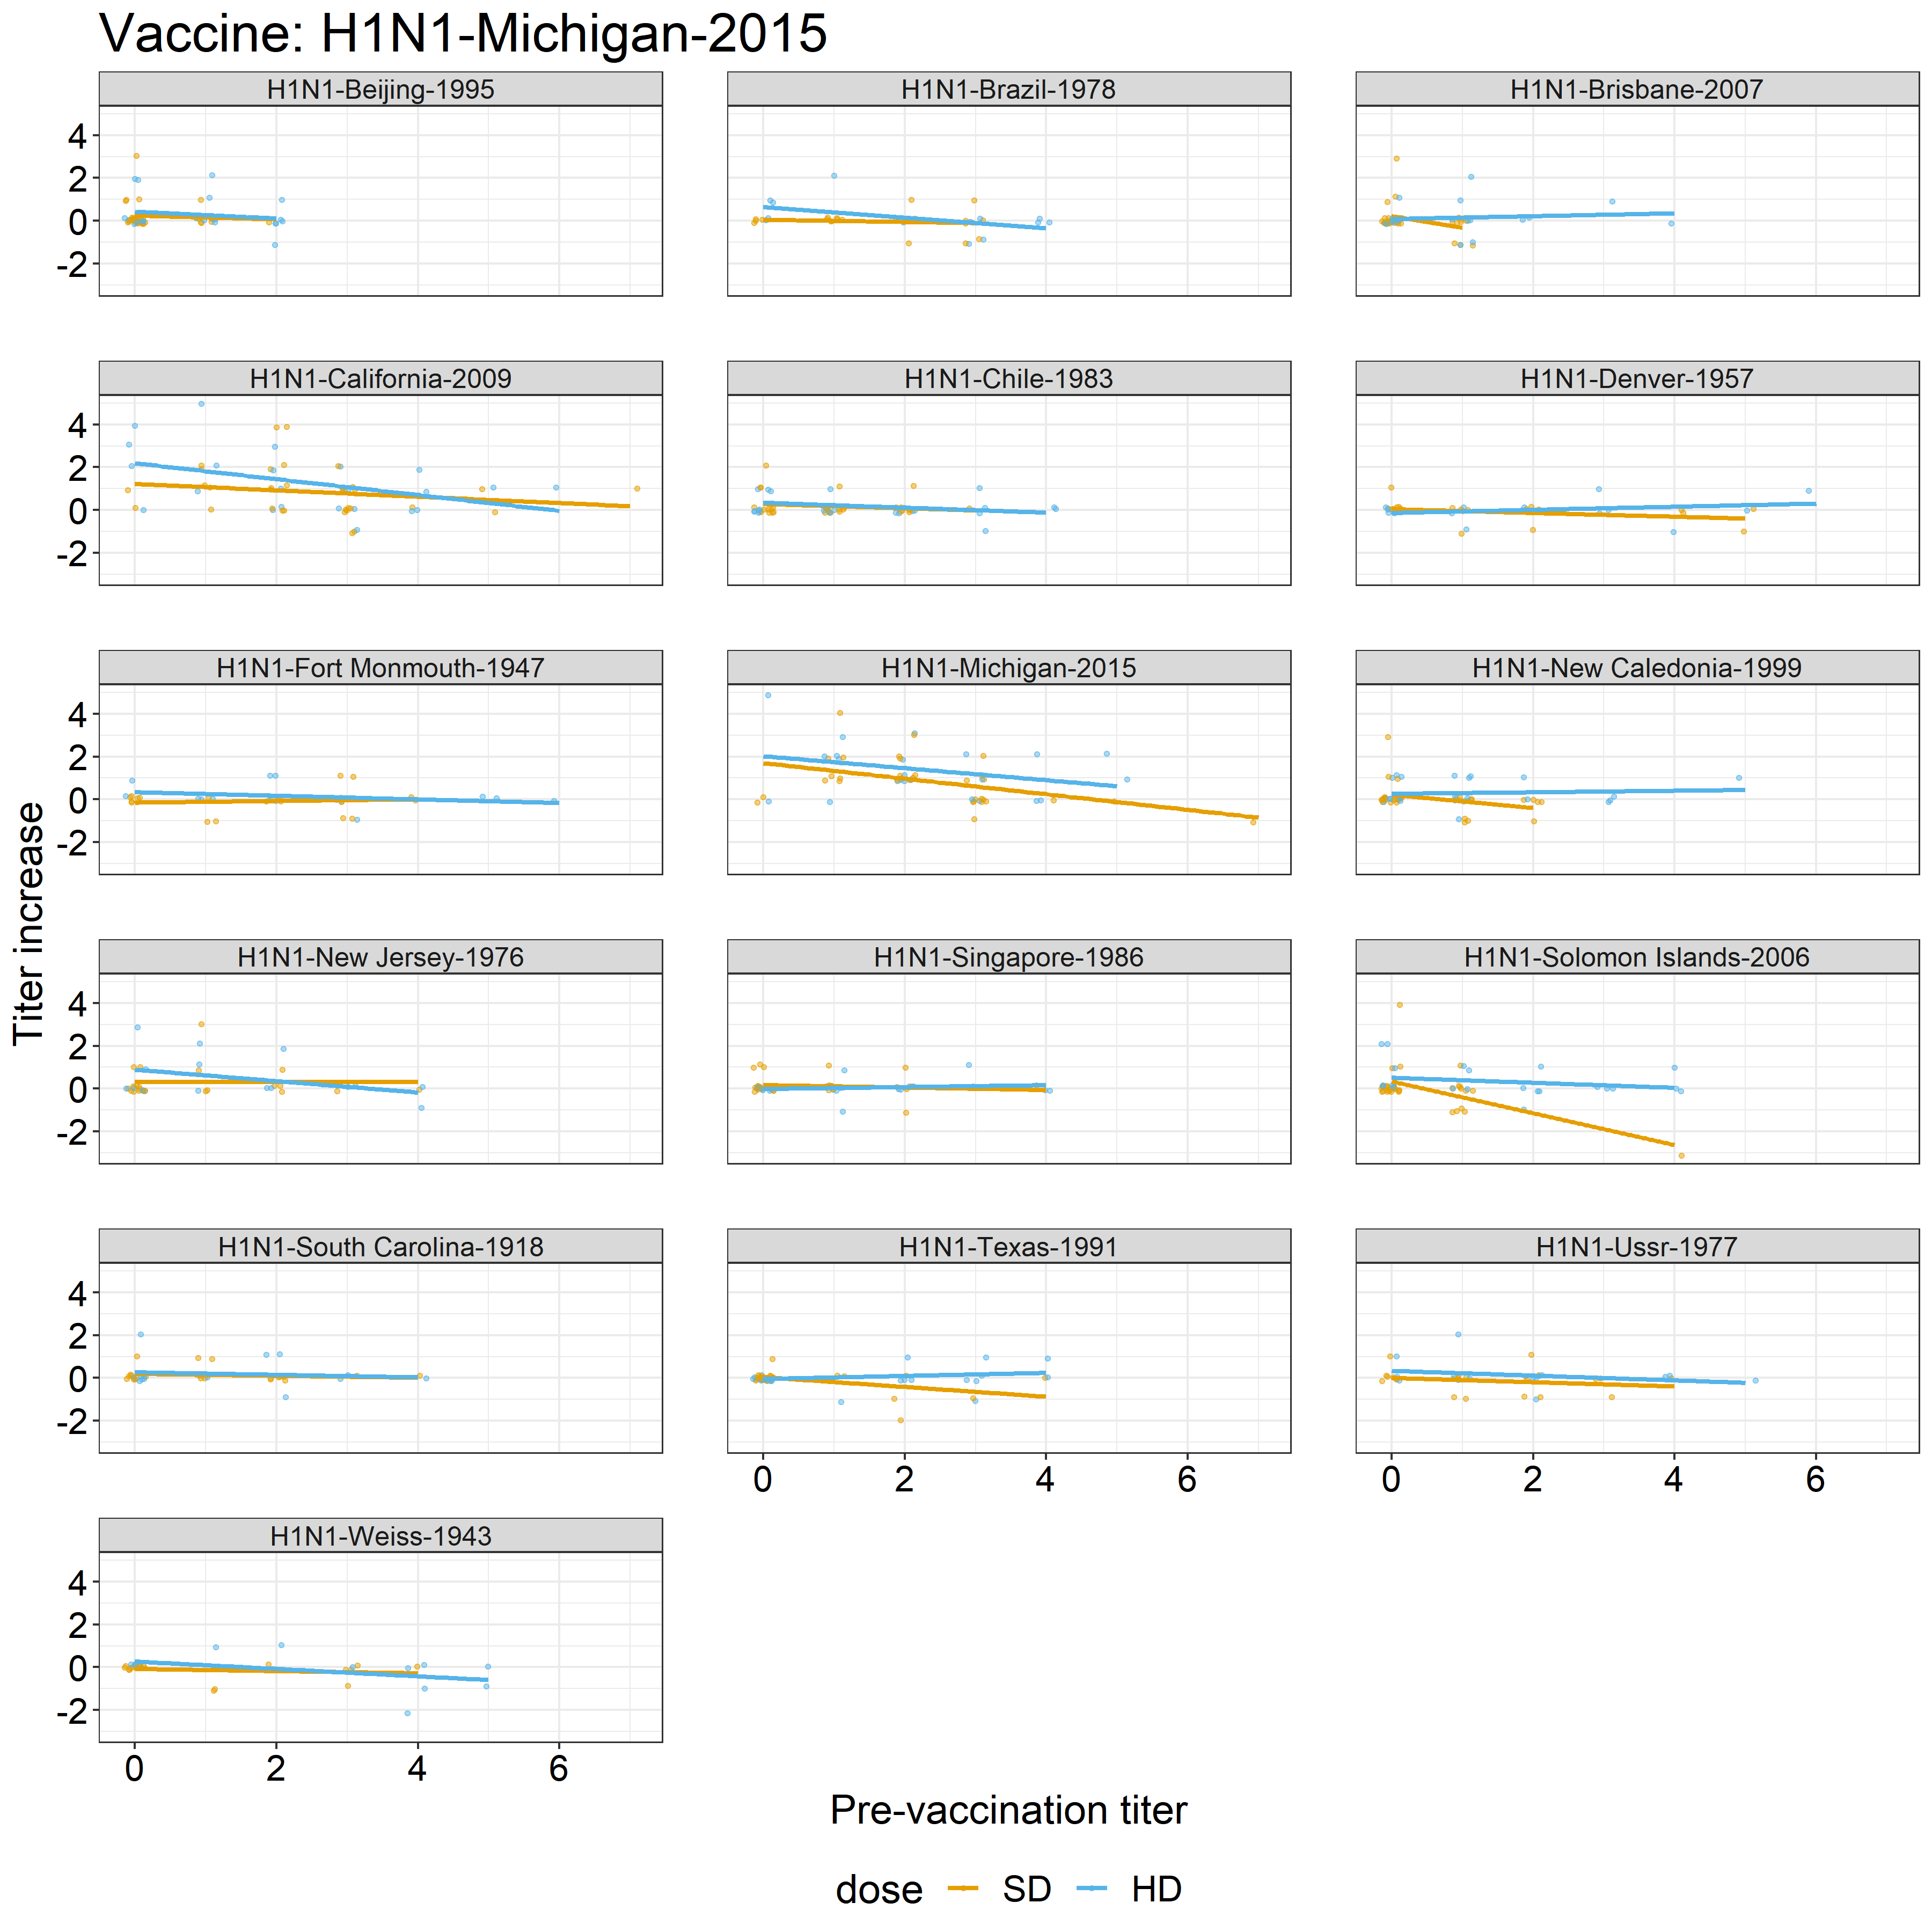 Vaccine: H1N1-Michigan-2015
H1N1-Beijing-1995
H1N1-Brazil-1978
H1N1-Brisbane-2007
4
2
0
-2
H1N1-California-2009
H1N1-Chile-1983
H1N1-Denver-1957
4
2
0
-2
H1N1-Fort Monmouth-1947
H1N1-Michigan-2015
H1N1-New Caledonia-1999
4
2
0
-2
Titer increase
H1N1-New Jersey-1976
H1N1-Singapore-1986
H1N1-Solomon Islands-2006
4
2
0
-2
H1N1-South Carolina-1918
H1N1-Texas-1991
H1N1-Ussr-1977
4
2
0
-2
0 2 4 6
0 2 4 6
H1N1-Weiss-1943
4
2
0
-2
0 2 4 6
Pre-vaccination titer
dose SD HD